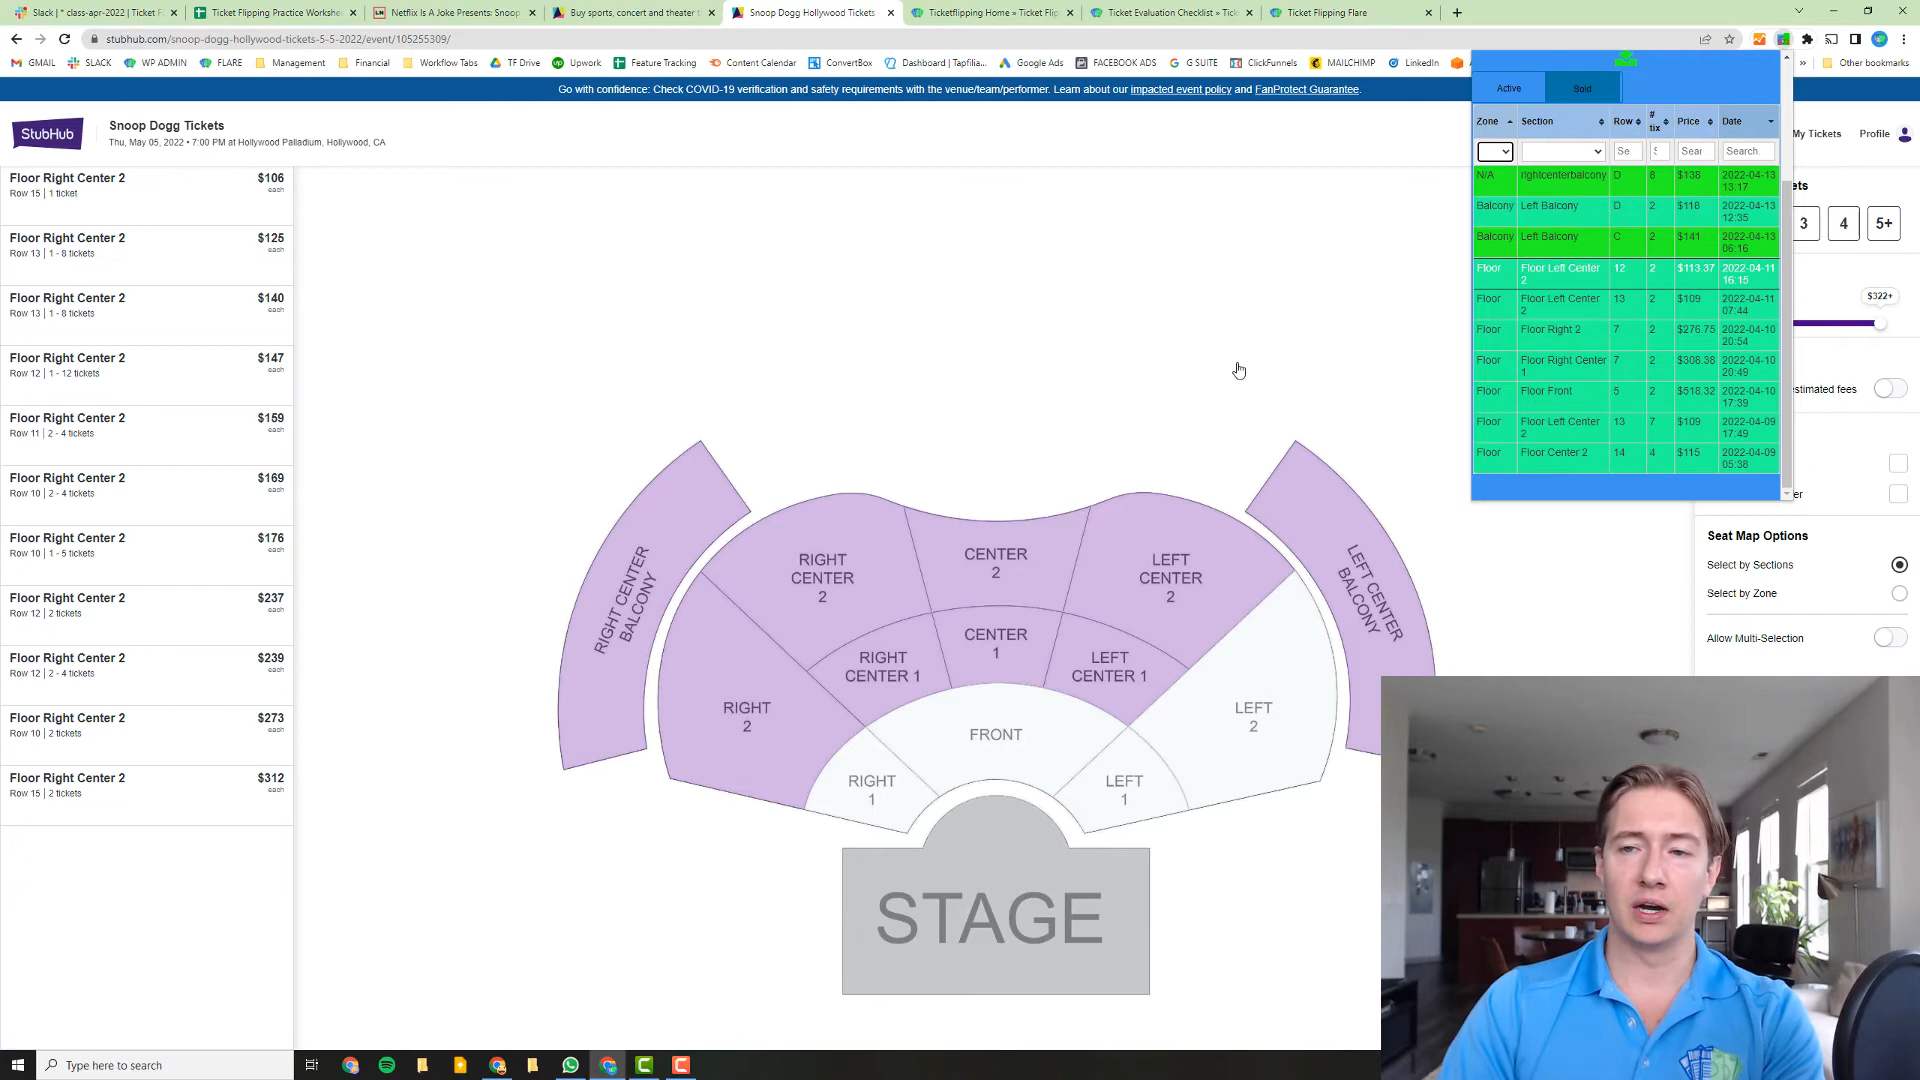 Slack | * class-apr-2022 | Ticket F
Ticket Flipping Practice Workshe
Netflix Is A Joke Presents: Snoop
Buy sports, concert and theater t
Snoop Dogg Hollywood Tickets
Ticketflipping Home » Ticket Flip
Ticket Evaluation Checklist » Tick
Ticket Flipping Flare
stubhub.com/snoop-dogg-hollywood-tickets-5-5-2022/event/105255309/
GMAIL
SLACK
WP ADMIN
FLARE
Management
Financial
Workflow Tabs
TF Drive
Upwork
Feature Tracking
Content Calendar
ConvertBox
Dashboard | Tapfilia...
Google Ads
FACEBOOK ADS
G SUITE
ClickFunnels
MAILCHIMP
LinkedIn
Other bookmarks
Go with confidence: Check COVID-19 verification and safety requirements with the venue/team/performer. Learn about our impacted event policy and FanProtect Guarantee.
StubHub
Snoop Dogg Tickets
Thu, May 05, 2022 • 7:00 PM at Hollywood Palladium, Hollywood, CA
My Tickets
Profile
Floor Right Center 2 $106
Row 15 | 1 ticket each
Floor Right Center 2 $125
Row 13 | 1 - 8 tickets each
Floor Right Center 2 $140
Row 13 | 1 - 8 tickets each
Floor Right Center 2 $147
Row 12 | 1 - 12 tickets each
Floor Right Center 2 $159
Row 11 | 2 - 4 tickets each
Floor Right Center 2 $169
Row 10 | 2 - 4 tickets each
Floor Right Center 2 $176
Row 10 | 1 - 5 tickets each
Floor Right Center 2 $237
Row 12 | 2 tickets each
Floor Right Center 2 $239
Row 12 | 2 - 4 tickets each
Floor Right Center 2 $273
Row 10 | 2 tickets each
Floor Right Center 2 $312
Row 15 | 2 tickets each
RIGHT CENTER
BALCONY
RIGHT
CENTER
2
CENTER
2
LEFT
CENTER
2
LEFT CENTER
BALCONY
RIGHT
CENTER 1
CENTER
1
LEFT
CENTER 1
RIGHT
2
FRONT
LEFT
2
RIGHT
1
LEFT
1
STAGE
Active
Sold
Zone Section Row # tix Price Date
Se
Sear
Search.
N/A rightcenterbalcony D 8 $138 2022-04-13 13:17
Balcony Left Balcony D 2 $118 2022-04-13 12:35
Balcony Left Balcony C 2 $141 2022-04-13 06:16
Floor Floor Left Center 2 12 2 $113.37 2022-04-11 16:15
Floor Floor Left Center 2 13 2 $109 2022-04-11 07:44
Floor Floor Right 2 7 2 $276.75 2022-04-10 20:54
Floor Floor Right Center 1 7 2 $308.38 2022-04-10 20:49
Floor Floor Front 5 2 $518.32 2022-04-10 17:39
Floor Floor Left Center 2 13 7 $109 2022-04-09 17:49
Floor Floor Center 2 14 4 $115 2022-04-09 05:38
ets
3
4
5+
$322+
estimated fees
er
Seat Map Options
Select by Sections
Select by Zone
Allow Multi-Selection
Type here to search